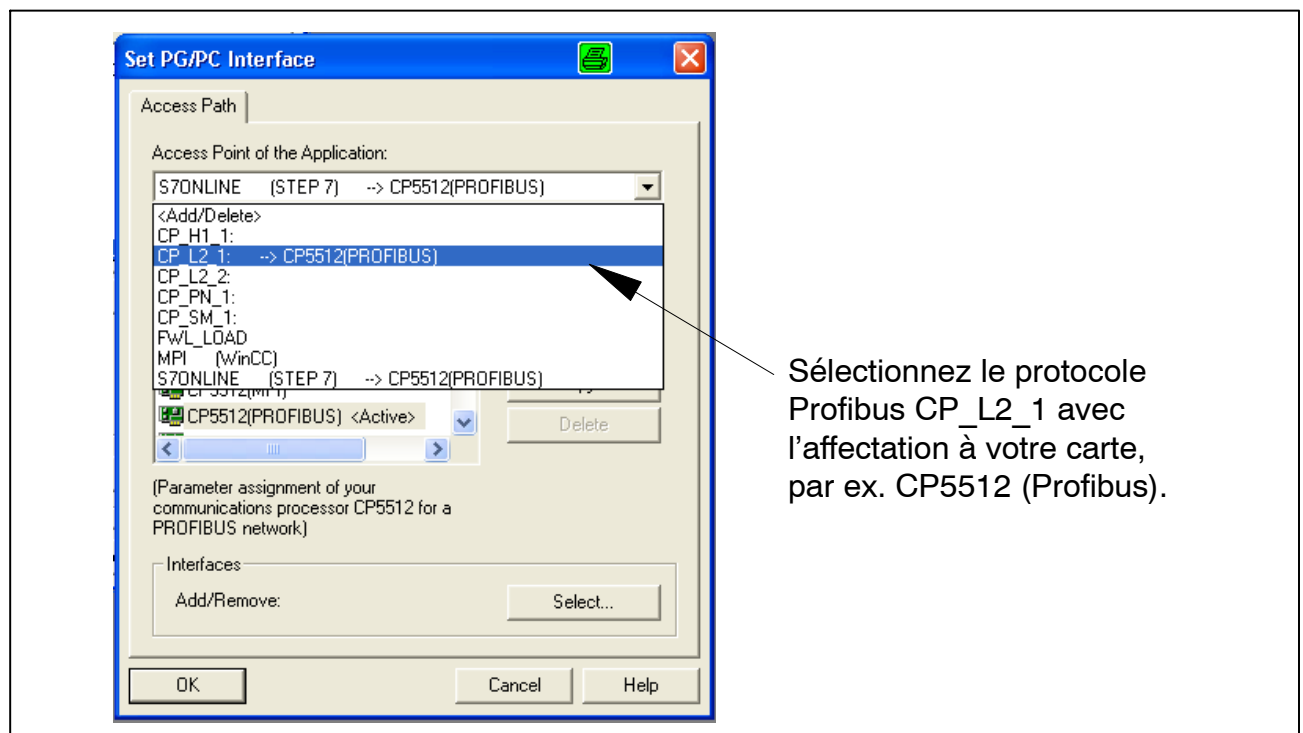 Set PG/PC Interface
Access Path
Access Point of the Application:
S7ONLINE (STEP 7) --> CP5512(PROFIBUS)
<Add/Delete>
CP_H1_1:
CP_L2_1: --> CP5512(PROFIBUS)
CP_L2_2:
CP_PN_1:
CP_SM_1:
FWL_LOAD
MPI (WinCC)
S7ONLINE (STEP 7) --> CP5512(PROFIBUS)
CP5512(MPI)
CP5512(PROFIBUS) <Active>
Delete
(Parameter assignment of your
communications processor CP5512 for a
PROFIBUS network)
Interfaces
Add/Remove:
Select...
OK
Cancel
Help
Sélectionnez le protocole
Profibus CP_L2_1 avec
l’affectation à votre carte,
par ex. CP5512 (Profibus).